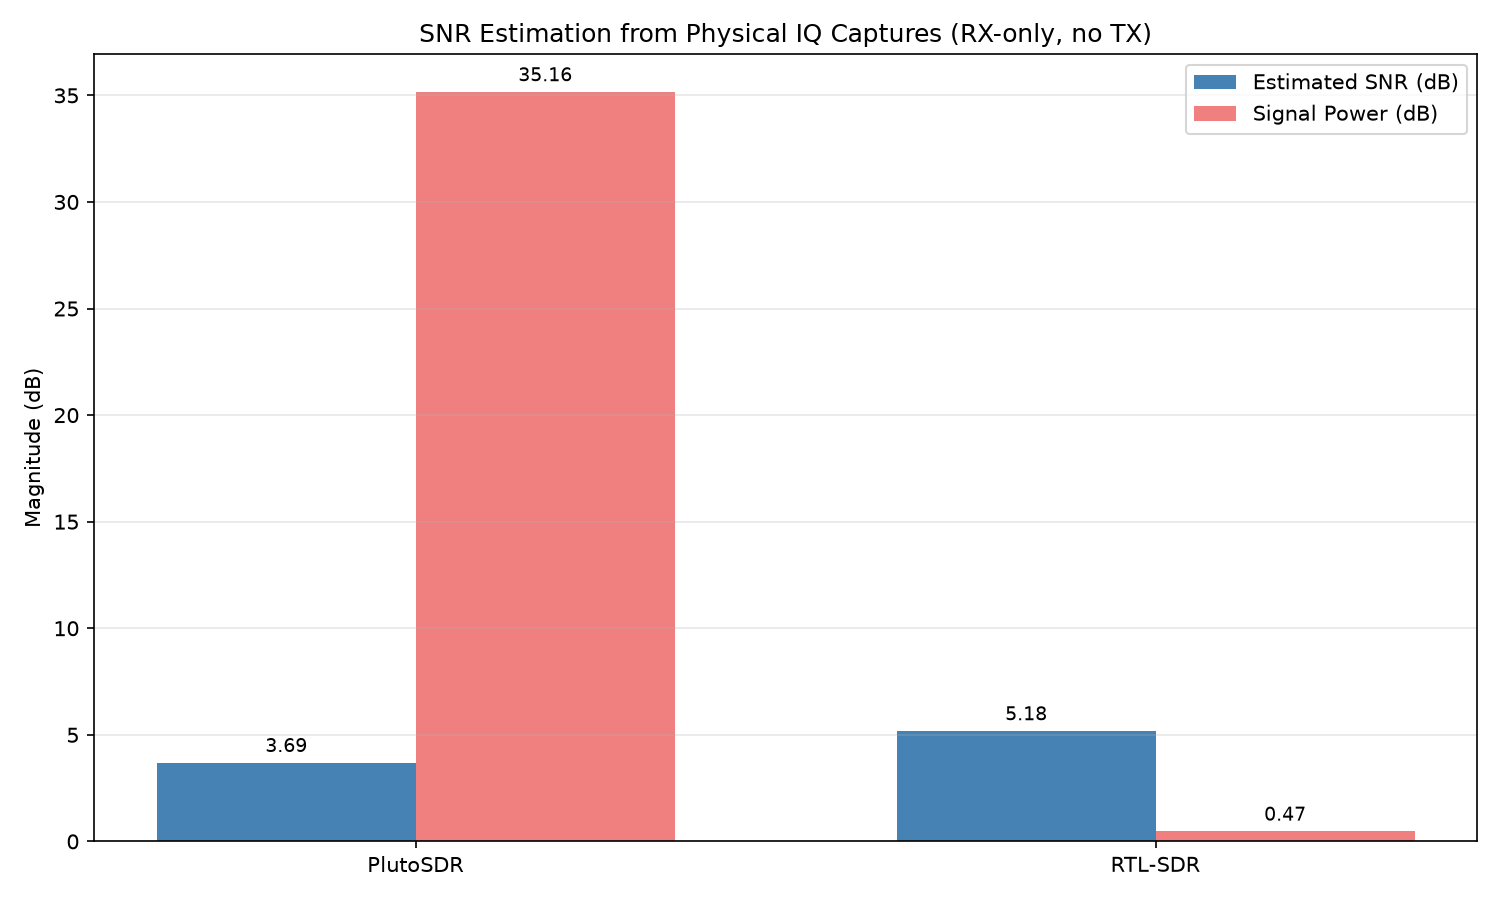 SNR Estimation from Physical IQ Captures (RX-only, no TX)
Estimated SNR (dB)
Signal Power (dB)
Magnitude (dB)
35
30
25
20
15
10
5
0
3.69
35.16
5.18
0.47
PlutoSDR
RTL-SDR